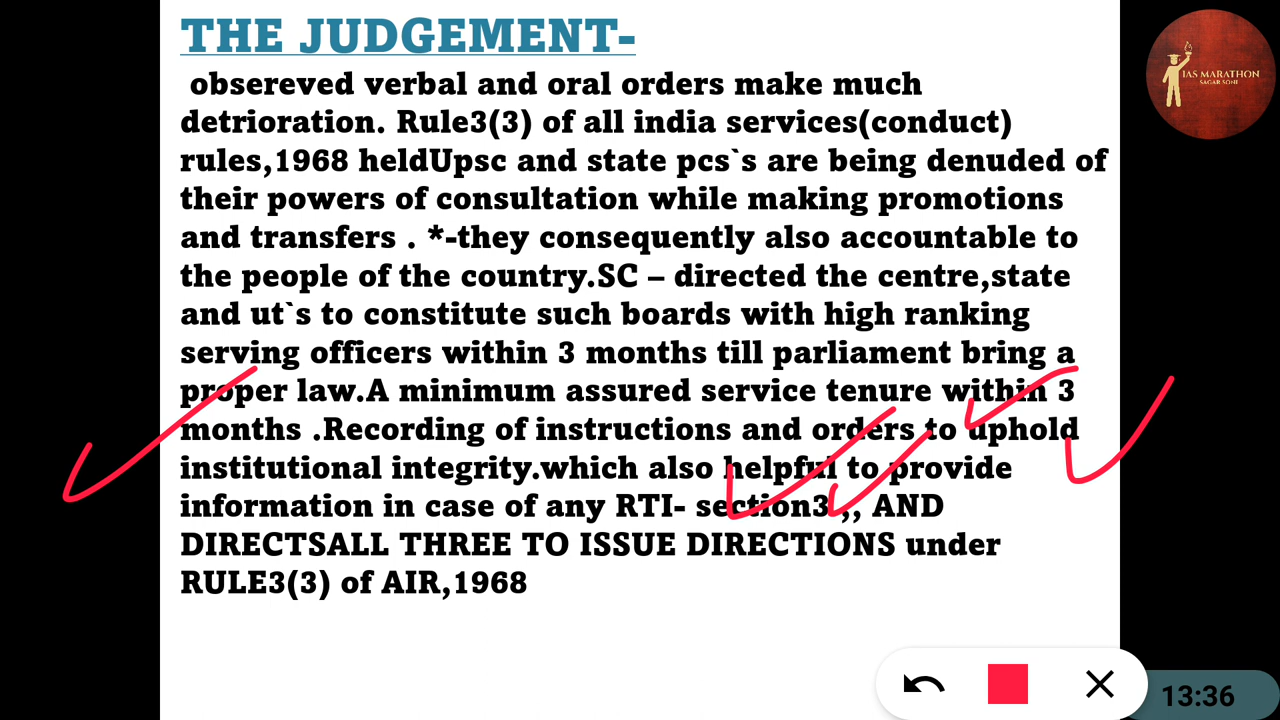 THE JUDGEMENT-
obsereved verbal and oral orders make much
detrioration. Rule3(3) of all india services(conduct)
rules,1968 heldUpsc and state pcs`s are being denuded of
their powers of consultation while making promotions
and transfers . *-they consequently also accountable to
the people of the country.SC – directed the centre,state
and ut`s to constitute such boards with high ranking
serving officers within 3 months till parliament bring a
proper law.A minimum assured service tenure within 3
months .Recording of instructions and orders to uphold
institutional integrity.which also helpful to provide
information in case of any RTI- section3 ,, AND
DIRECTSALL THREE TO ISSUE DIRECTIONS under
RULE3(3) of AIR,1968
IAS MARATHON
SAGAR SONI
13:36